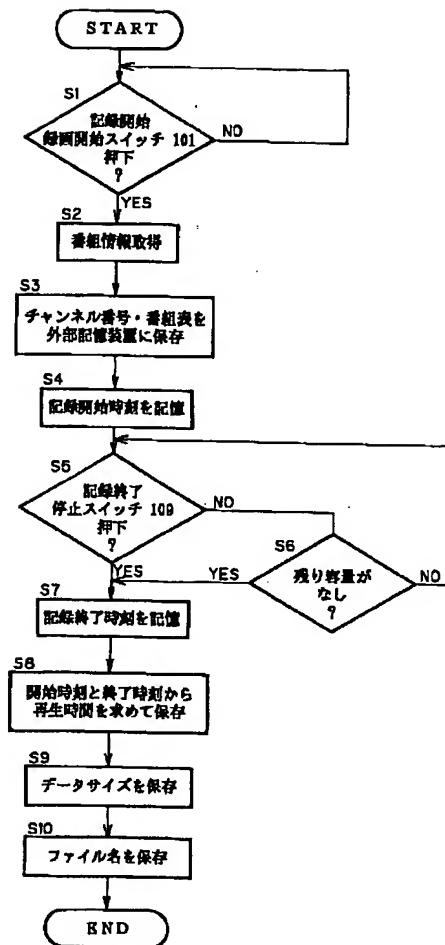 START
S1
記録開始
録画開始スイッチ 101
押下
?
NO
YES
S2
番組情報取得
S3
チャンネル番号・番組表を
外部記憶装置に保存
S4
記録開始時刻を記憶
S5
記録終了
停止スイッチ 109
押下
?
NO
YES
S6
残り容量が
なし
?
YES
NO
S7
記録終了時刻を記憶
S8
開始時刻と終了時刻から
再生時間を求めて保存
S9
データサイズを保存
S10
ファイル名を保存
END